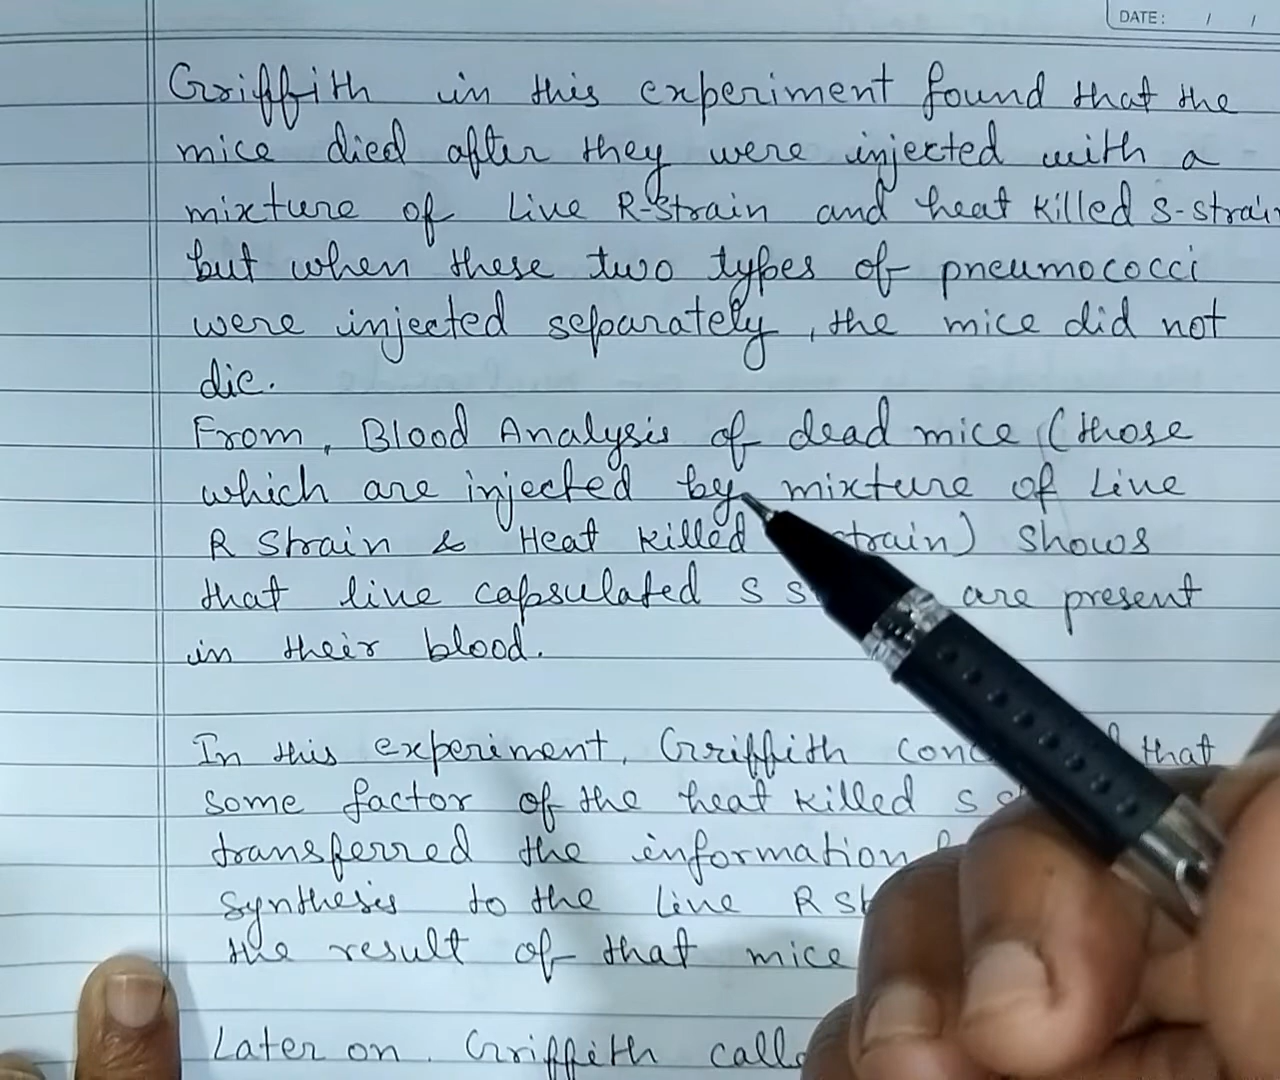 DATE: / /
Griffith in this experiment found that the
mice died after they were injected with a
mixture of Live R-Strain and heat killed S-strain
but when these two types of pneumococci
were injected separately, the mice did not
die.
From, Blood Analysis of dead mice (those
which are injected by mixture of Live
R Strain & Heat killed strain) shows
that live capsulated S are present
in their blood.
In this experiment, Griffith that
some factor of the heat killed S
transferred the information
synthesis to the Live R
the result of that mice
Later on. Griffith